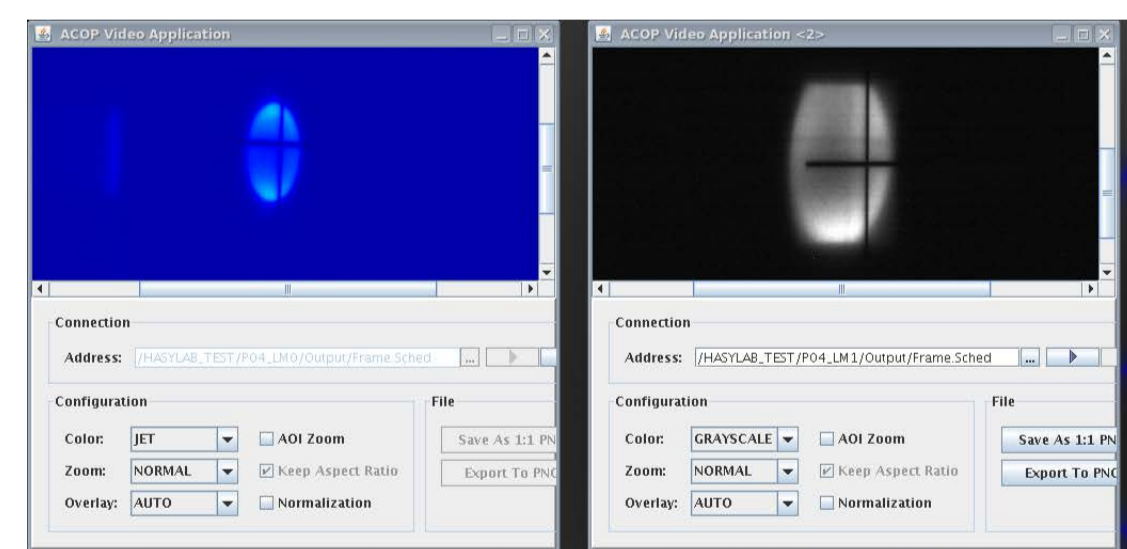 ACOP Video Application
Connection
Address: /HASYLAB_TEST/P04_LM0/Output/Frame.Sched ...
Configuration
File
Color: JET
AOI Zoom
Save As 1:1 PN
Zoom: NORMAL
Keep Aspect Ratio
Export To PNG
Overlay: AUTO
Normalization
ACOP Video Application <2>
Connection
Address: /HASYLAB_TEST/P04_LM1/Output/Frame.Sched ...
Configuration
File
Color: GRAYSCALE
AOI Zoom
Save As 1:1 PN
Zoom: NORMAL
Keep Aspect Ratio
Export To PNG
Overlay: AUTO
Normalization